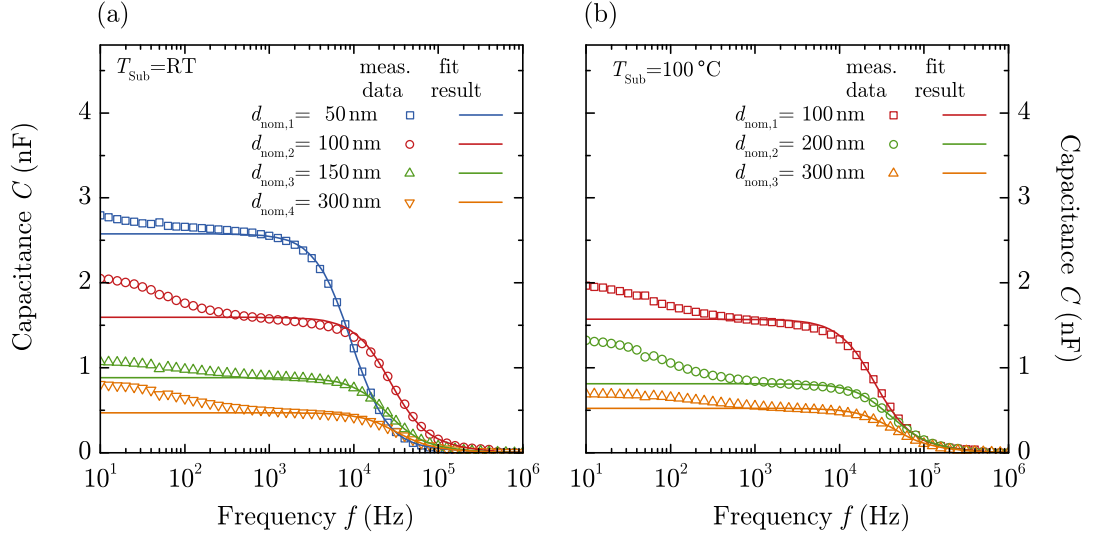 (a)
T_Sub=RT
meas. fit
data result
d_nom,1= 50 nm
d_nom,2= 100 nm
d_nom,3= 150 nm
d_nom,4= 300 nm
Capacitance C (nF)
4
3
2
1
0
10^1 10^2 10^3 10^4 10^5 10^6
Frequency f (Hz)
(b)
T_Sub=100 °C
meas. fit
data result
d_nom,1= 100 nm
d_nom,2= 200 nm
d_nom,3= 300 nm
4
3
2
1
0
Capacitance C (nF)
10^1 10^2 10^3 10^4 10^5 10^6
Frequency f (Hz)